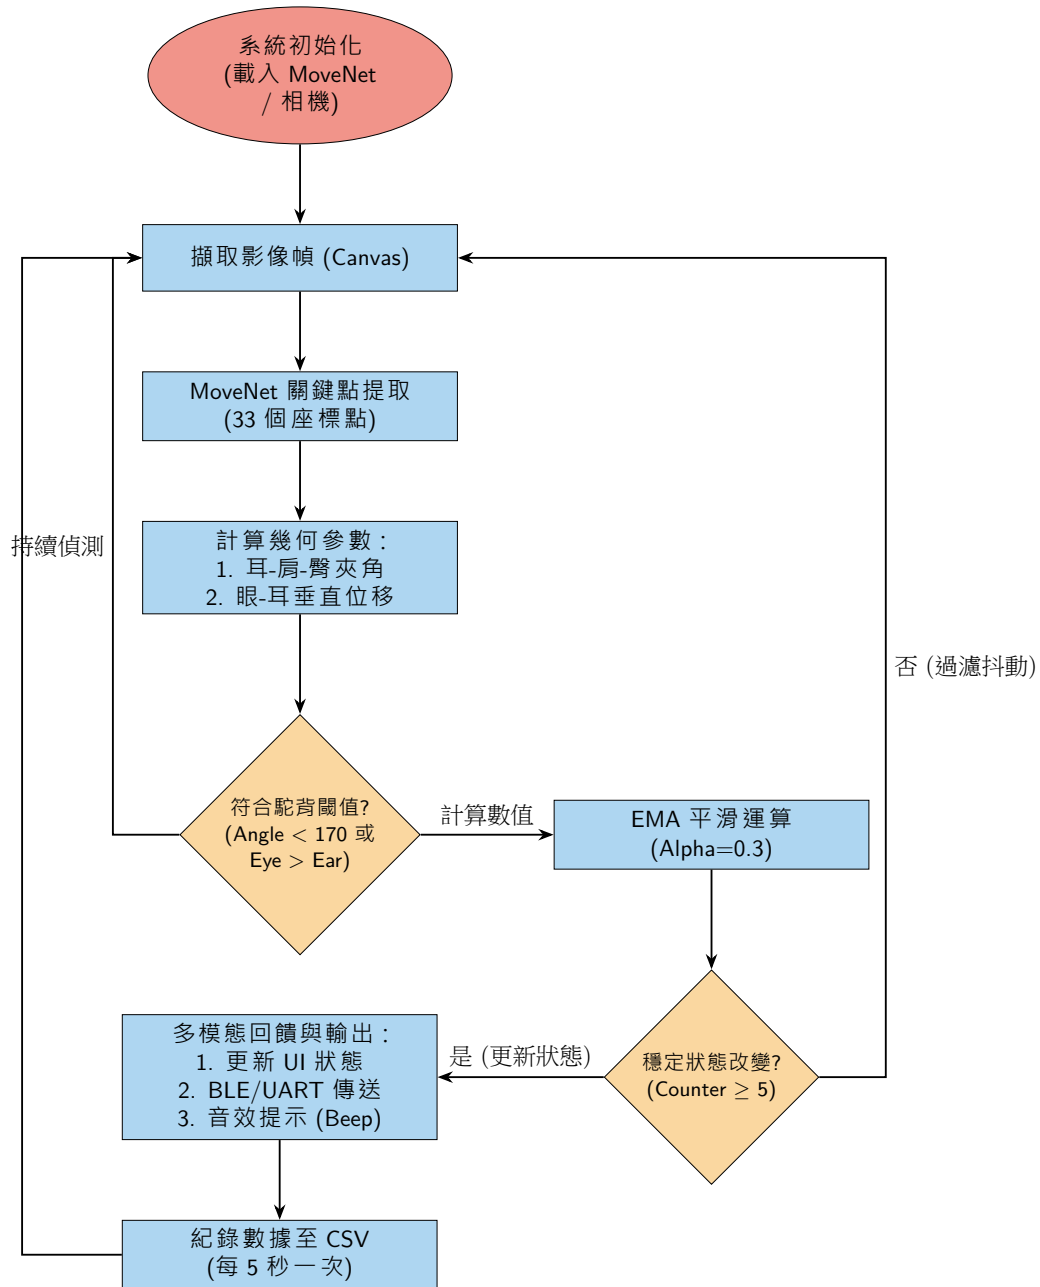 系統初始化
(載入 MoveNet
/ 相機)
擷取影像幀 (Canvas)
MoveNet 關鍵點提取
(33 個座標點)
計算幾何參數:
1. 耳-肩-臀夾角
2. 眼-耳垂直位移
持續偵測
否 (過濾抖動)
符合駝背閾值?
(Angle < 170 或
Eye > Ear)
計算數值
EMA 平滑運算
(Alpha=0.3)
多模態回饋與輸出:
1. 更新 UI 狀態
2. BLE/UART 傳送
3. 音效提示 (Beep)
是 (更新狀態)
穩定狀態改變?
(Counter ≥ 5)
紀錄數據至 CSV
(每 5 秒一次)